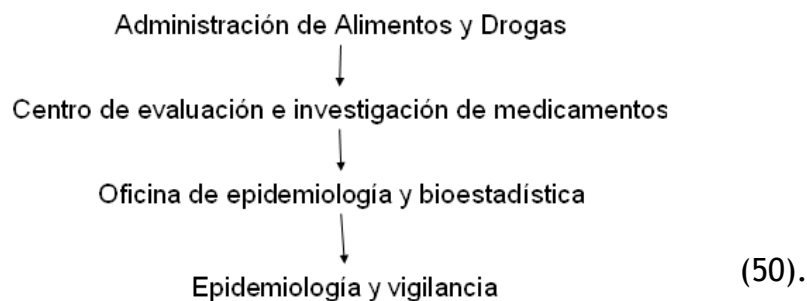 Administración de Alimentos y Drogas
Centro de evaluación e investigación de medicamentos
Oficina de epidemiología y bioestadística
Epidemiología y vigilancia
(50).